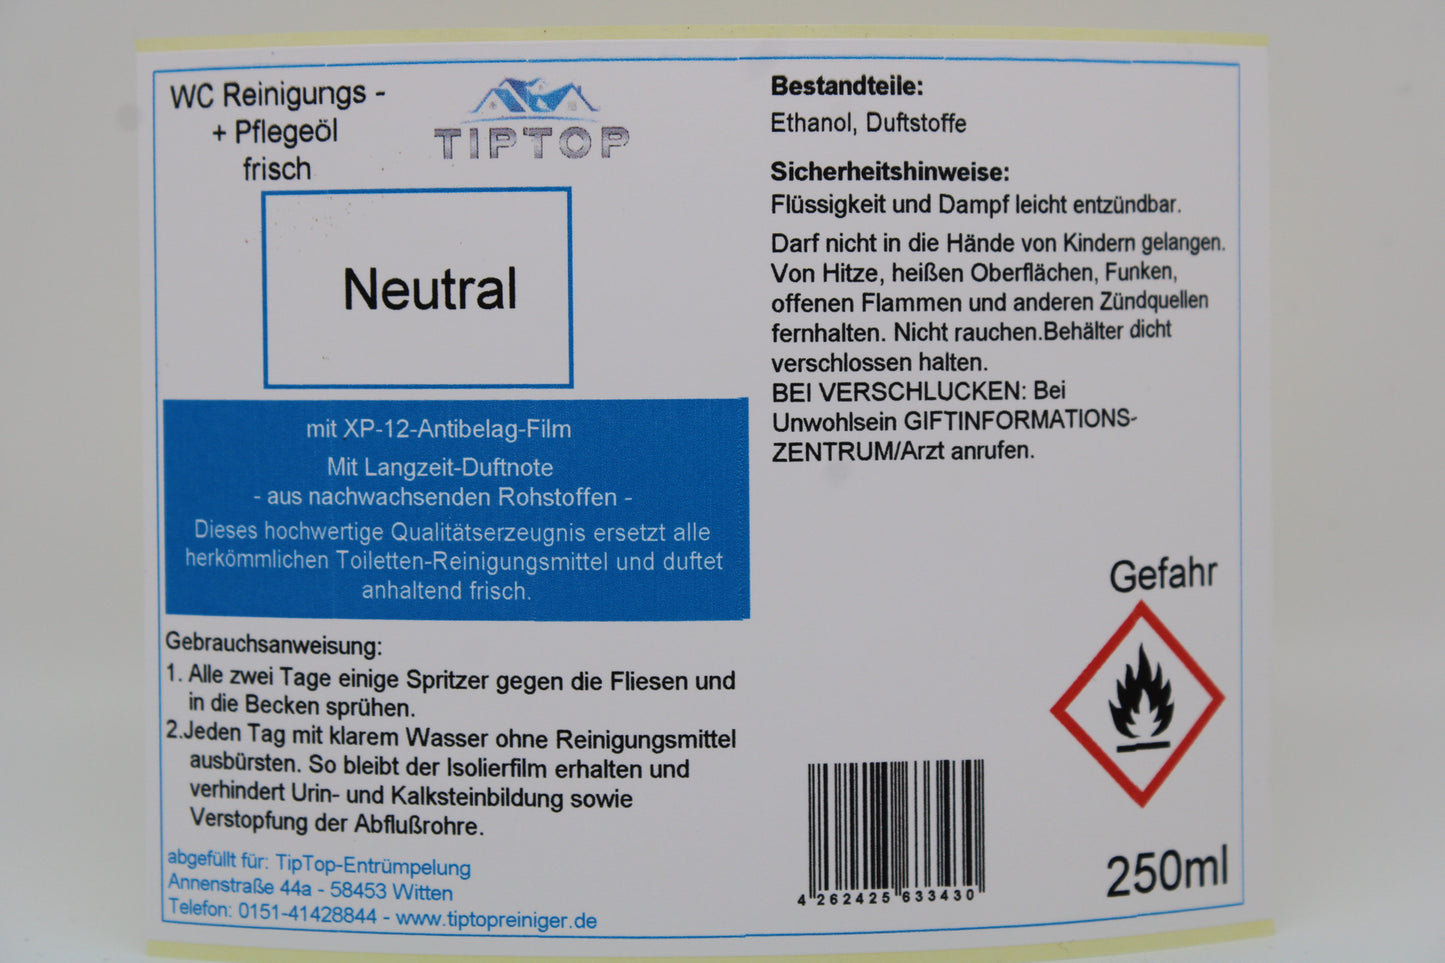 WC Reinigungs -
+ Pflegeöl
frisch
TIPTOP
Neutral
mit XP-12-Antibelag-Film
Mit Langzeit-Duftnote
- aus nachwachsenden Rohstoffen -
Dieses hochwertige Qualitätserzeugnis ersetzt alle
herkömmlichen Toiletten-Reinigungsmittel und duftet
anhaltend frisch.
Gebrauchsanweisung:
1. Alle zwei Tage einige Spritzer gegen die Fliesen und
in die Becken sprühen.
2.Jeden Tag mit klarem Wasser ohne Reinigungsmittel
ausbürsten. So bleibt der Isolierfilm erhalten und
verhindert Urin- und Kalksteinbildung sowie
Verstopfung der Abflußrohre.
abgefüllt für: TipTop-Entrümpelung
Annenstraße 44a - 58453 Witten
Telefon: 0151-41428844 - www.tiptopreiniger.de
Bestandteile:
Ethanol, Duftstoffe
Sicherheitshinweise:
Flüssigkeit und Dampf leicht entzündbar.
Darf nicht in die Hände von Kindern gelangen.
Von Hitze, heißen Oberflächen, Funken,
offenen Flammen und anderen Zündquellen
fernhalten. Nicht rauchen.Behälter dicht
verschlossen halten.
BEI VERSCHLUCKEN: Bei
Unwohlsein GIFTINFORMATIONS-
ZENTRUM/Arzt anrufen.
Gefahr
4 262425 633430
250ml